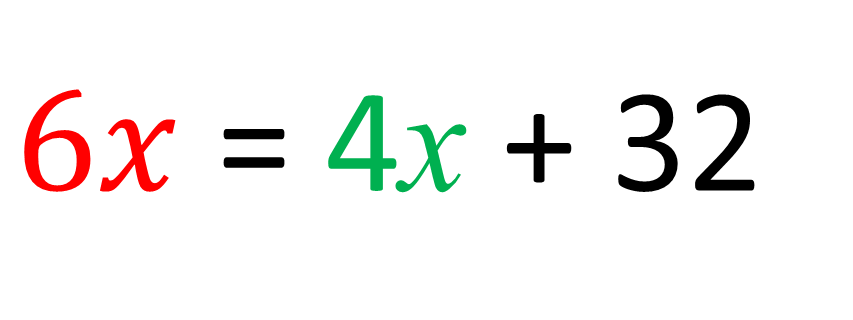 6x = 4x + 32